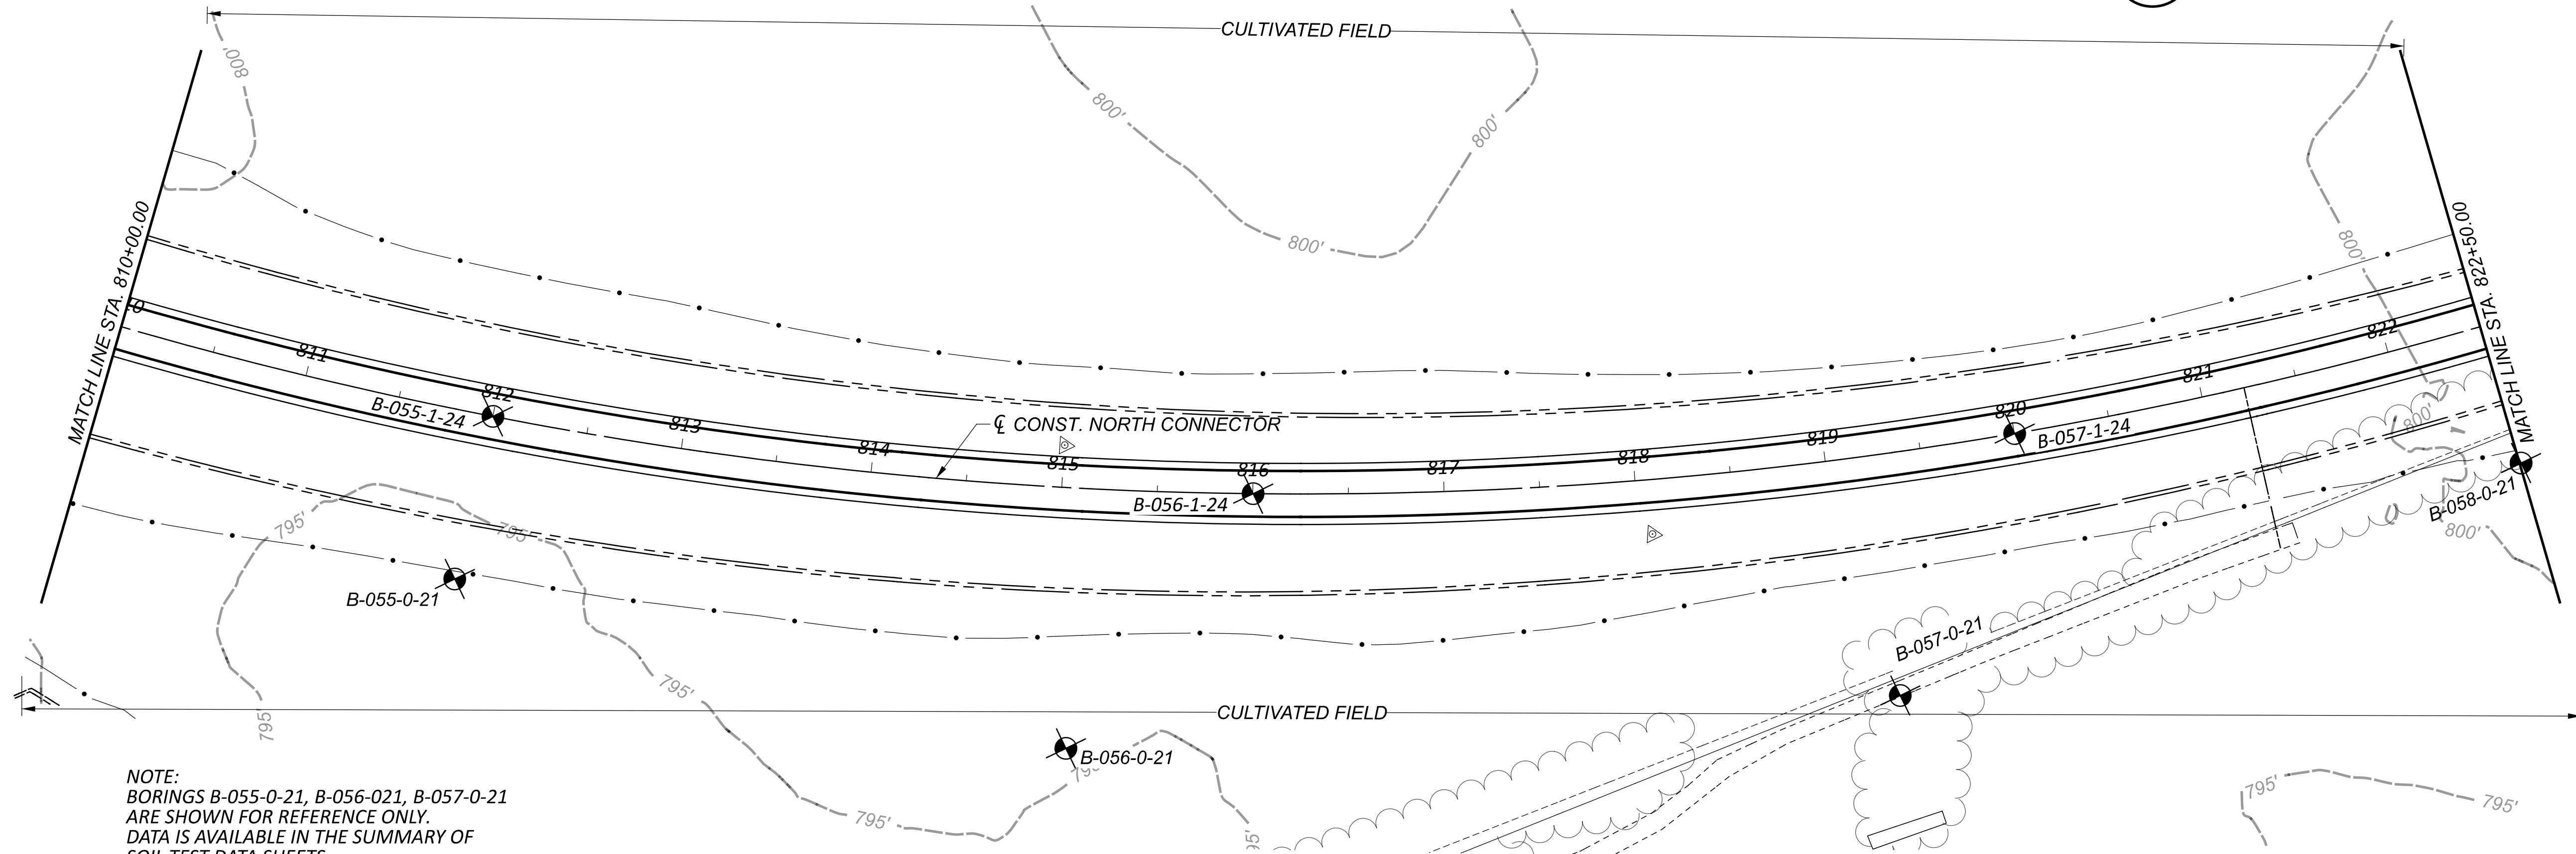 CULTIVATED FIELD
800'
800'
800'
800'
800'
MATCH LINE STA. 810+00.00
MATCH LINE STA. 822+50.00
811
812
813
814
815
816
817
818
819
820
821
822
B-055-1-24
℄ CONST. NORTH CONNECTOR
B-056-1-24
B-057-1-24
800'
B-058-0-21
800'
795'
795'
B-055-0-21
B-057-0-21
795'
795'
CULTIVATED FIELD
B-056-0-21
795'
795'
795'
NOTE:
BORINGS B-055-0-21, B-056-021, B-057-0-21
ARE SHOWN FOR REFERENCE ONLY.
DATA IS AVAILABLE IN THE SUMMARY OF